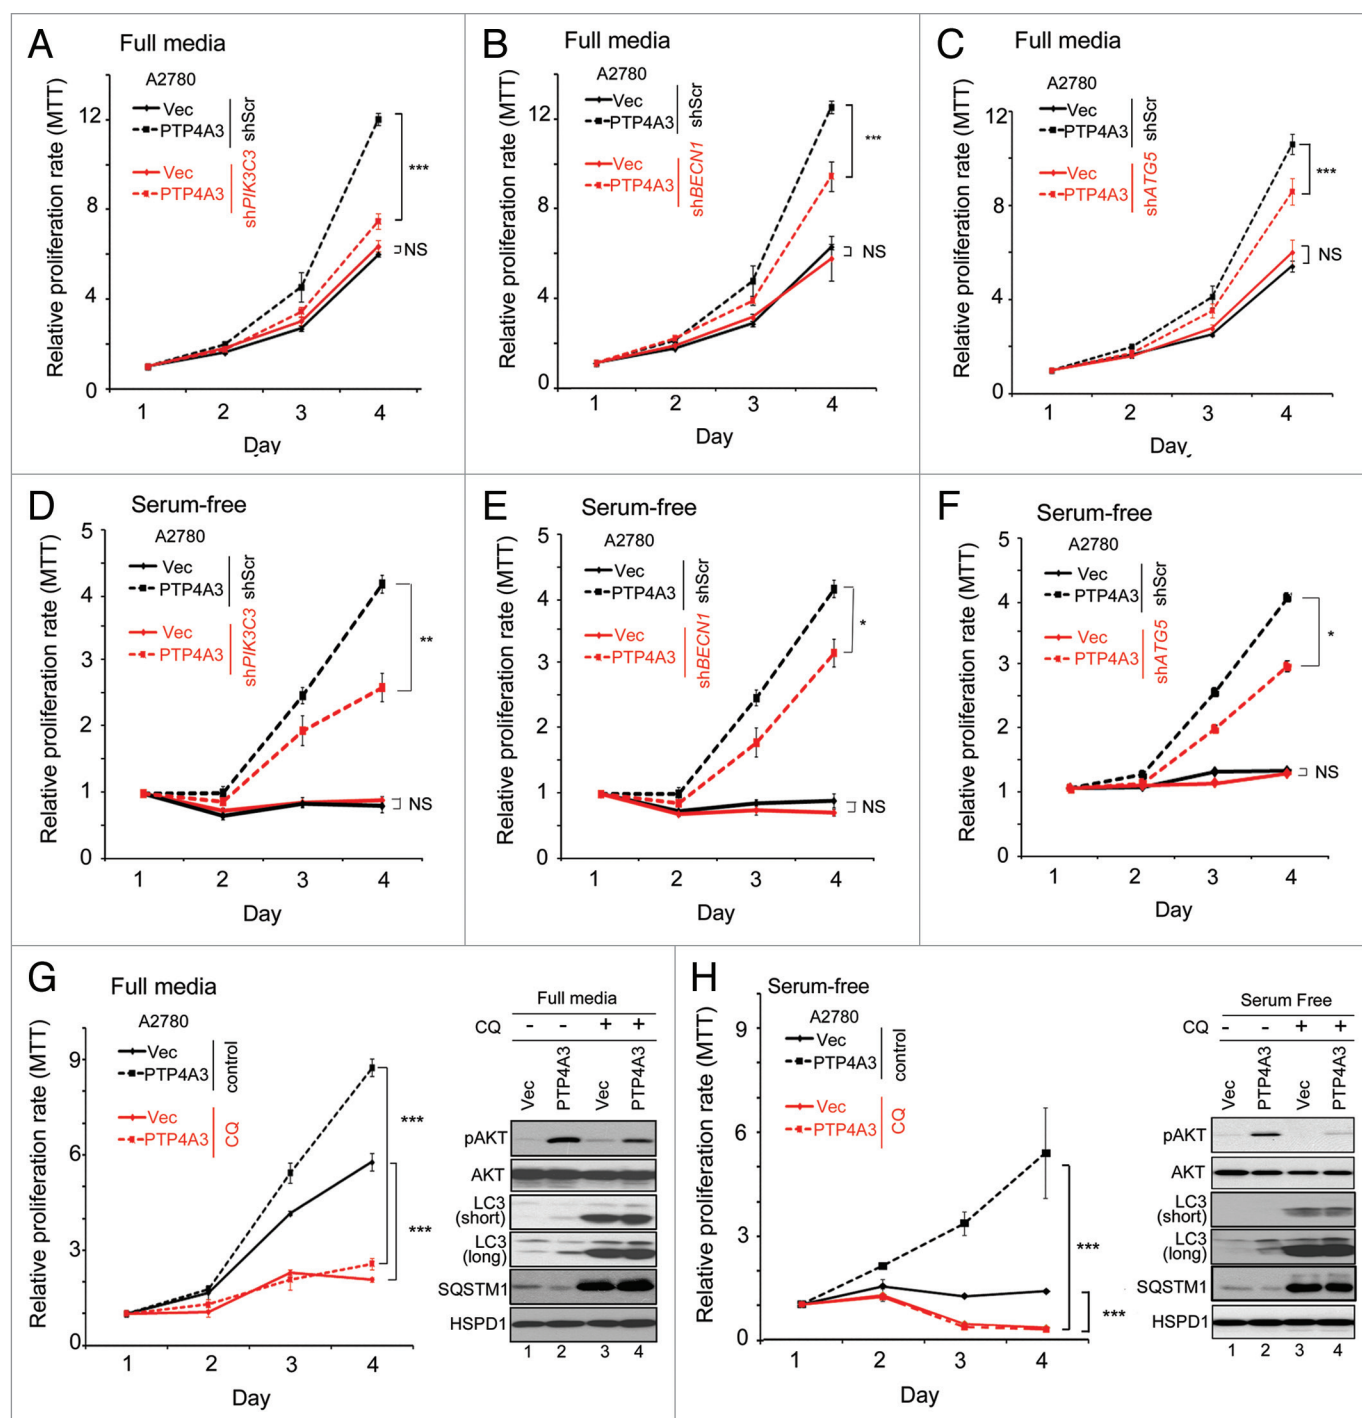 A
Full media
A2780
Vec
PTP4A3
shScr
Vec
PTP4A3
shPIK3C3
Relative proliferation rate (MTT)
12
8
4
0
***
NS
1 2 3 4
Day
B
Full media
A2780
Vec
PTP4A3
shScr
Vec
PTP4A3
shBECN1
Relative proliferation rate (MTT)
12
8
4
0
***
NS
1 2 3 4
Day
C
Full media
A2780
Vec
PTP4A3
shScr
Vec
PTP4A3
shATG5
Relative proliferation rate (MTT)
12
8
4
0
***
NS
1 2 3 4
Day
D
Serum-free
A2780
Vec
PTP4A3
shScr
Vec
PTP4A3
shPIK3C3
Relative proliferation rate (MTT)
5
4
3
2
1
0
**
NS
1 2 3 4
Day
E
Serum-free
A2780
Vec
PTP4A3
shScr
Vec
PTP4A3
shBECN1
Relative proliferation rate (MTT)
5
4
3
2
1
0
*
NS
1 2 3 4
Day
F
Serum-free
A2780
Vec
PTP4A3
shScr
Vec
PTP4A3
shATG5
Relative proliferation rate (MTT)
5
4
3
2
1
0
*
NS
1 2 3 4
Day
G
Full media
A2780
Vec
PTP4A3
control
Vec
PTP4A3
CQ
Relative proliferation rate (MTT)
9
6
3
0
***
***
1 2 3 4
Day
Full media
CQ - - + +
Vec PTP4A3 Vec PTP4A3
pAKT
AKT
LC3
(short)
LC3
(long)
SQSTM1
HSPD1
1 2 3 4
H
Serum-free
A2780
Vec
PTP4A3
control
Vec
PTP4A3
CQ
Relative proliferation rate (MTT)
9
6
3
0
***
***
1 2 3 4
Day
Serum Free
CQ - - + +
Vec PTP4A3 Vec PTP4A3
pAKT
AKT
LC3
(short)
LC3
(long)
SQSTM1
HSPD1
1 2 3 4